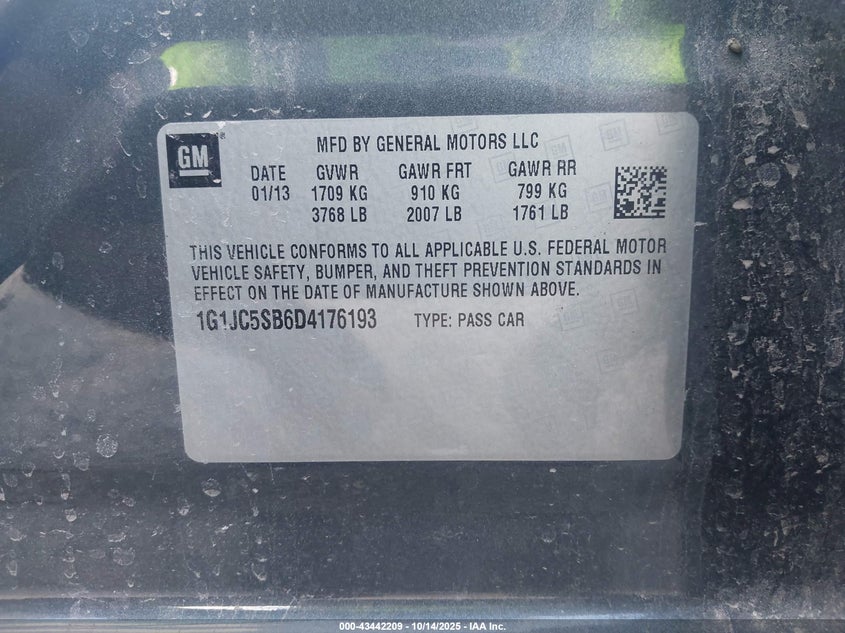 GM
MFD BY GENERAL MOTORS LLC
DATE GVWR GAWR FRT GAWR RR
01/13 1709 KG 910 KG 799 KG
3768 LB 2007 LB 1761 LB
THIS VEHICLE CONFORMS TO ALL APPLICABLE U.S. FEDERAL MOTOR
VEHICLE SAFETY, BUMPER, AND THEFT PREVENTION STANDARDS IN
EFFECT ON THE DATE OF MANUFACTURE SHOWN ABOVE.
1G1JC5SB6D4176193 TYPE: PASS CAR
000-43442209 - 10/14/2025 - IAA Inc.